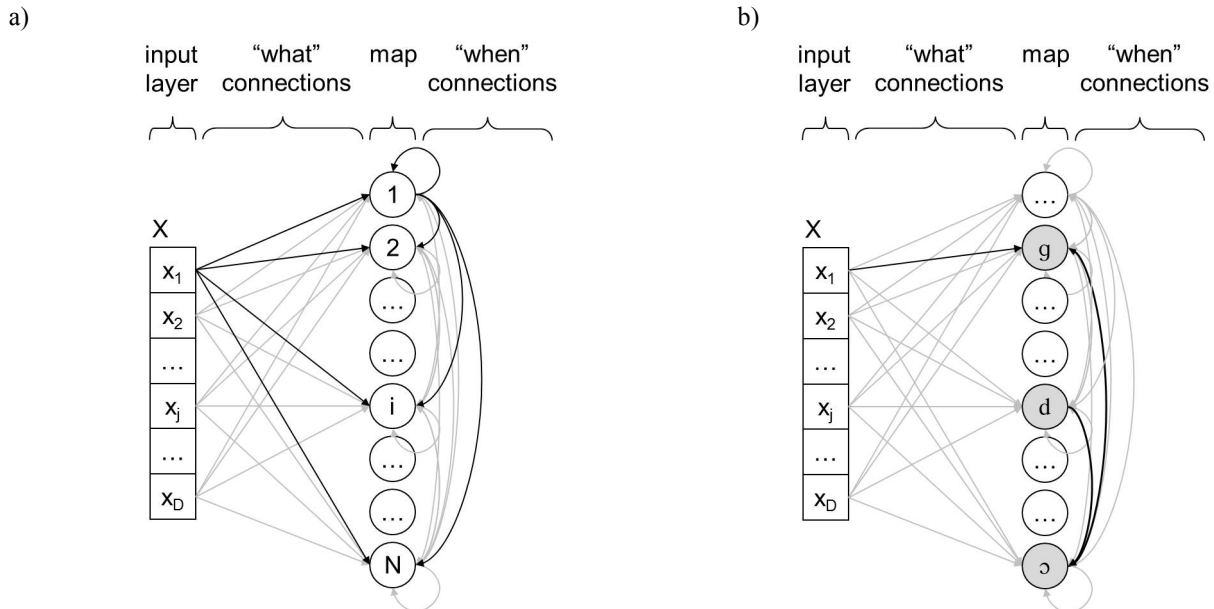 a)
input layer
“what” connections
map
“when” connections
X
x1
x2
...
xj
...
xD
1
2
...
...
i
...
...
N
b)
input layer
“what” connections
map
“when” connections
X
x1
x2
...
xj
...
xD
...
g
...
...
d
...
...
ɔ